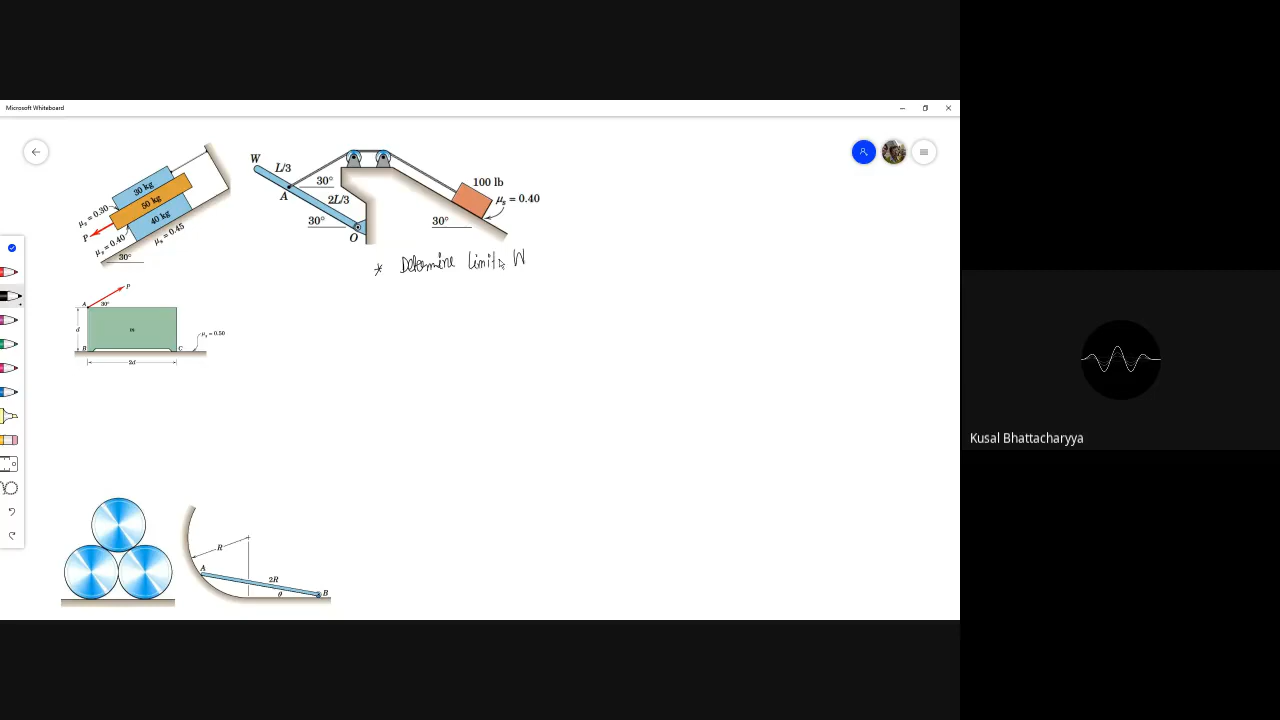 Microsoft Whiteboard
30 kg
50 kg
40 kg
μs = 0.30
P
μs = 0.40
μs = 0.45
30°
W
L/3
A
30°
2L/3
30°
O
100 lb
μs = 0.40
30°
* Determine limits W
A
30°
P
d
m
μs = 0.50
B
C
2d
R
A
2R
θ
B
Kusal Bhattacharyya